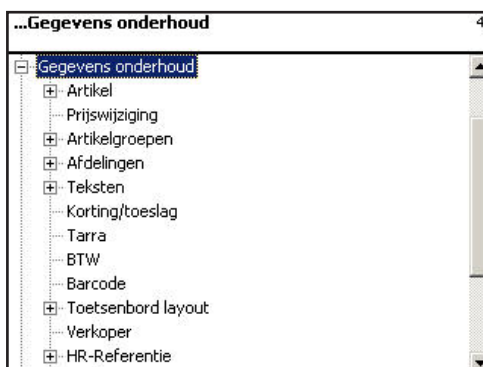 ...Gegevens onderhoud 4
Gegevens onderhoud
Artikel
Prijswijziging
Artikelgroepen
Afdelingen
Teksten
Korting/toeslag
Tarra
BTW
Barcode
Toetsenbord layout
Verkoper
HR-Referentie